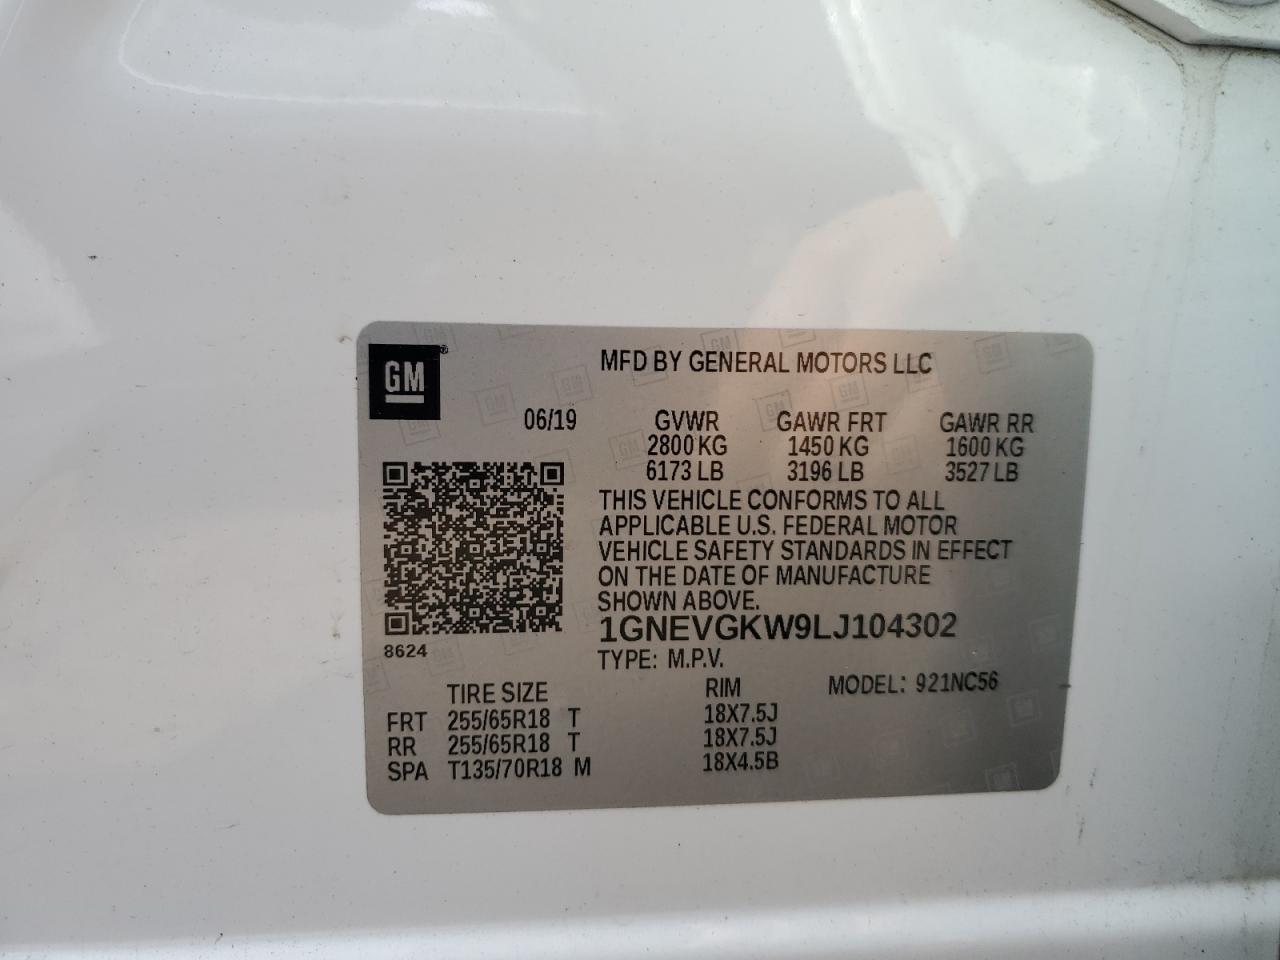 GM®
MFD BY GENERAL MOTORS LLC
06/19 GVWR GAWR FRT GAWR RR
2800 KG 1450 KG 1600 KG
6173 LB 3196 LB 3527 LB
THIS VEHICLE CONFORMS TO ALL
APPLICABLE U.S. FEDERAL MOTOR
VEHICLE SAFETY STANDARDS IN EFFECT
ON THE DATE OF MANUFACTURE
SHOWN ABOVE.
1GNEVGKW9LJ104302
8624
TYPE: M.P.V.
TIRE SIZE RIM MODEL: 921NC56
FRT 255/65R18 T 18X7.5J
RR 255/65R18 T 18X7.5J
SPA T135/70R18 M 18X4.5B